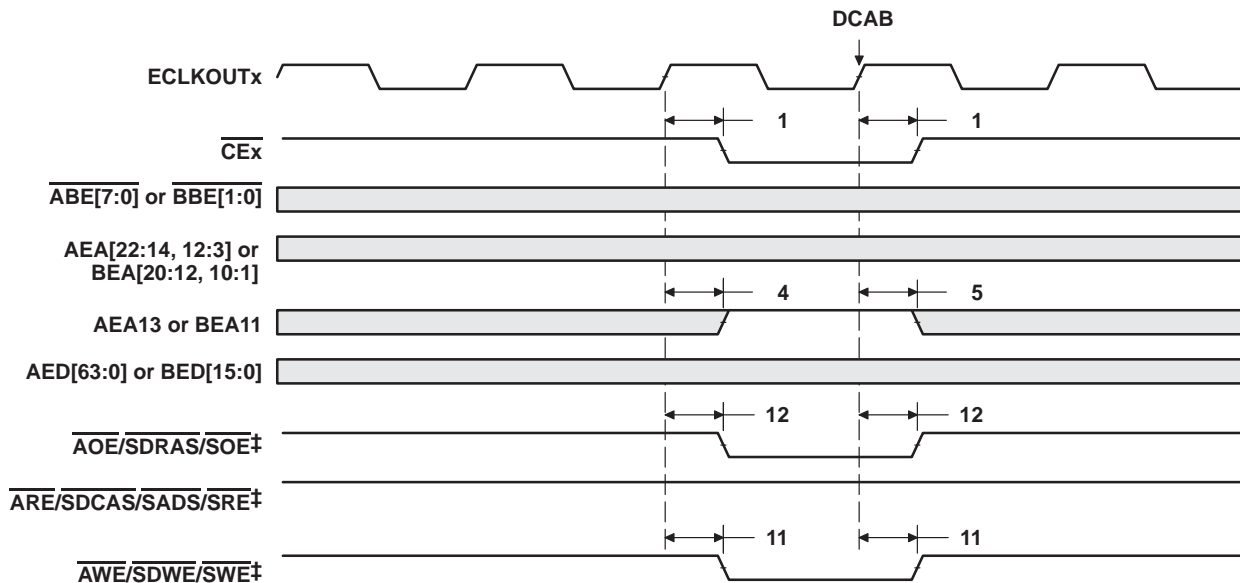 DCAB
ECLKOUTx
1 1
CEx
ABE[7:0] or BBE[1:0]
AEA[22:14, 12:3] or
BEA[20:12, 10:1]
4 5
AEA13 or BEA11
AED[63:0] or BED[15:0]
12 12
AOE/SDRAS/SOE‡
ARE/SDCAS/SADS/SRE‡
11 11
AWE/SDWE/SWE‡